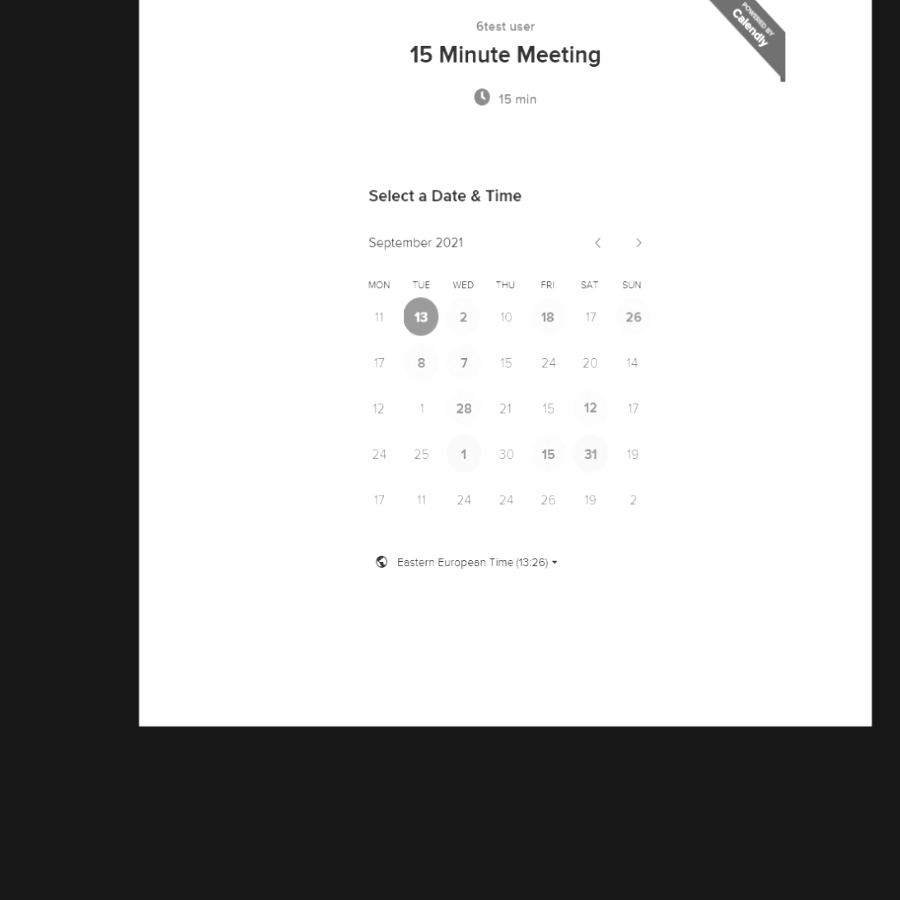 POWERED BY
Calendly
6test user
15 Minute Meeting
15 min
Select a Date & Time
September 2021
MON TUE WED THU FRI SAT SUN
11 13 2 10 18 17 26
17 8 7 15 24 20 14
12 1 28 21 15 12 17
24 25 1 30 15 31 19
17 11 24 24 26 19 2
Eastern European Time (13:26)